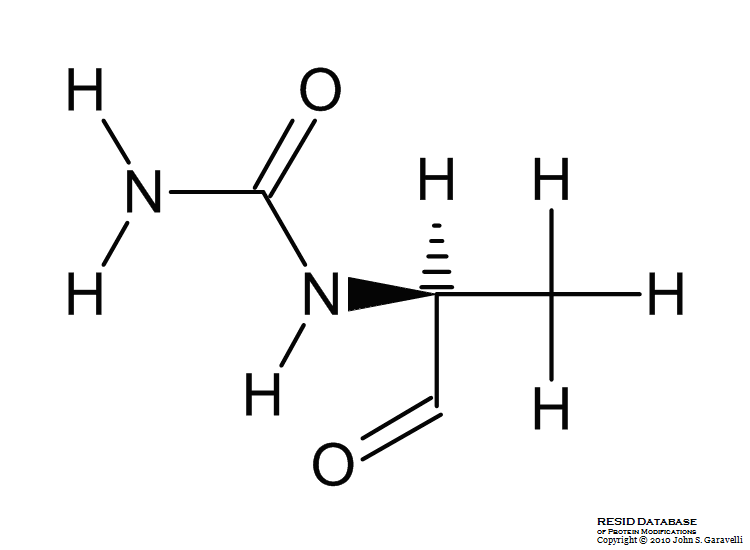 H
O
H
H
N
H
N
H
H
H
O
RESID DATABASE
OF PROTEIN MODIFICATIONS
Copyright © 2010 John S. Garavelli